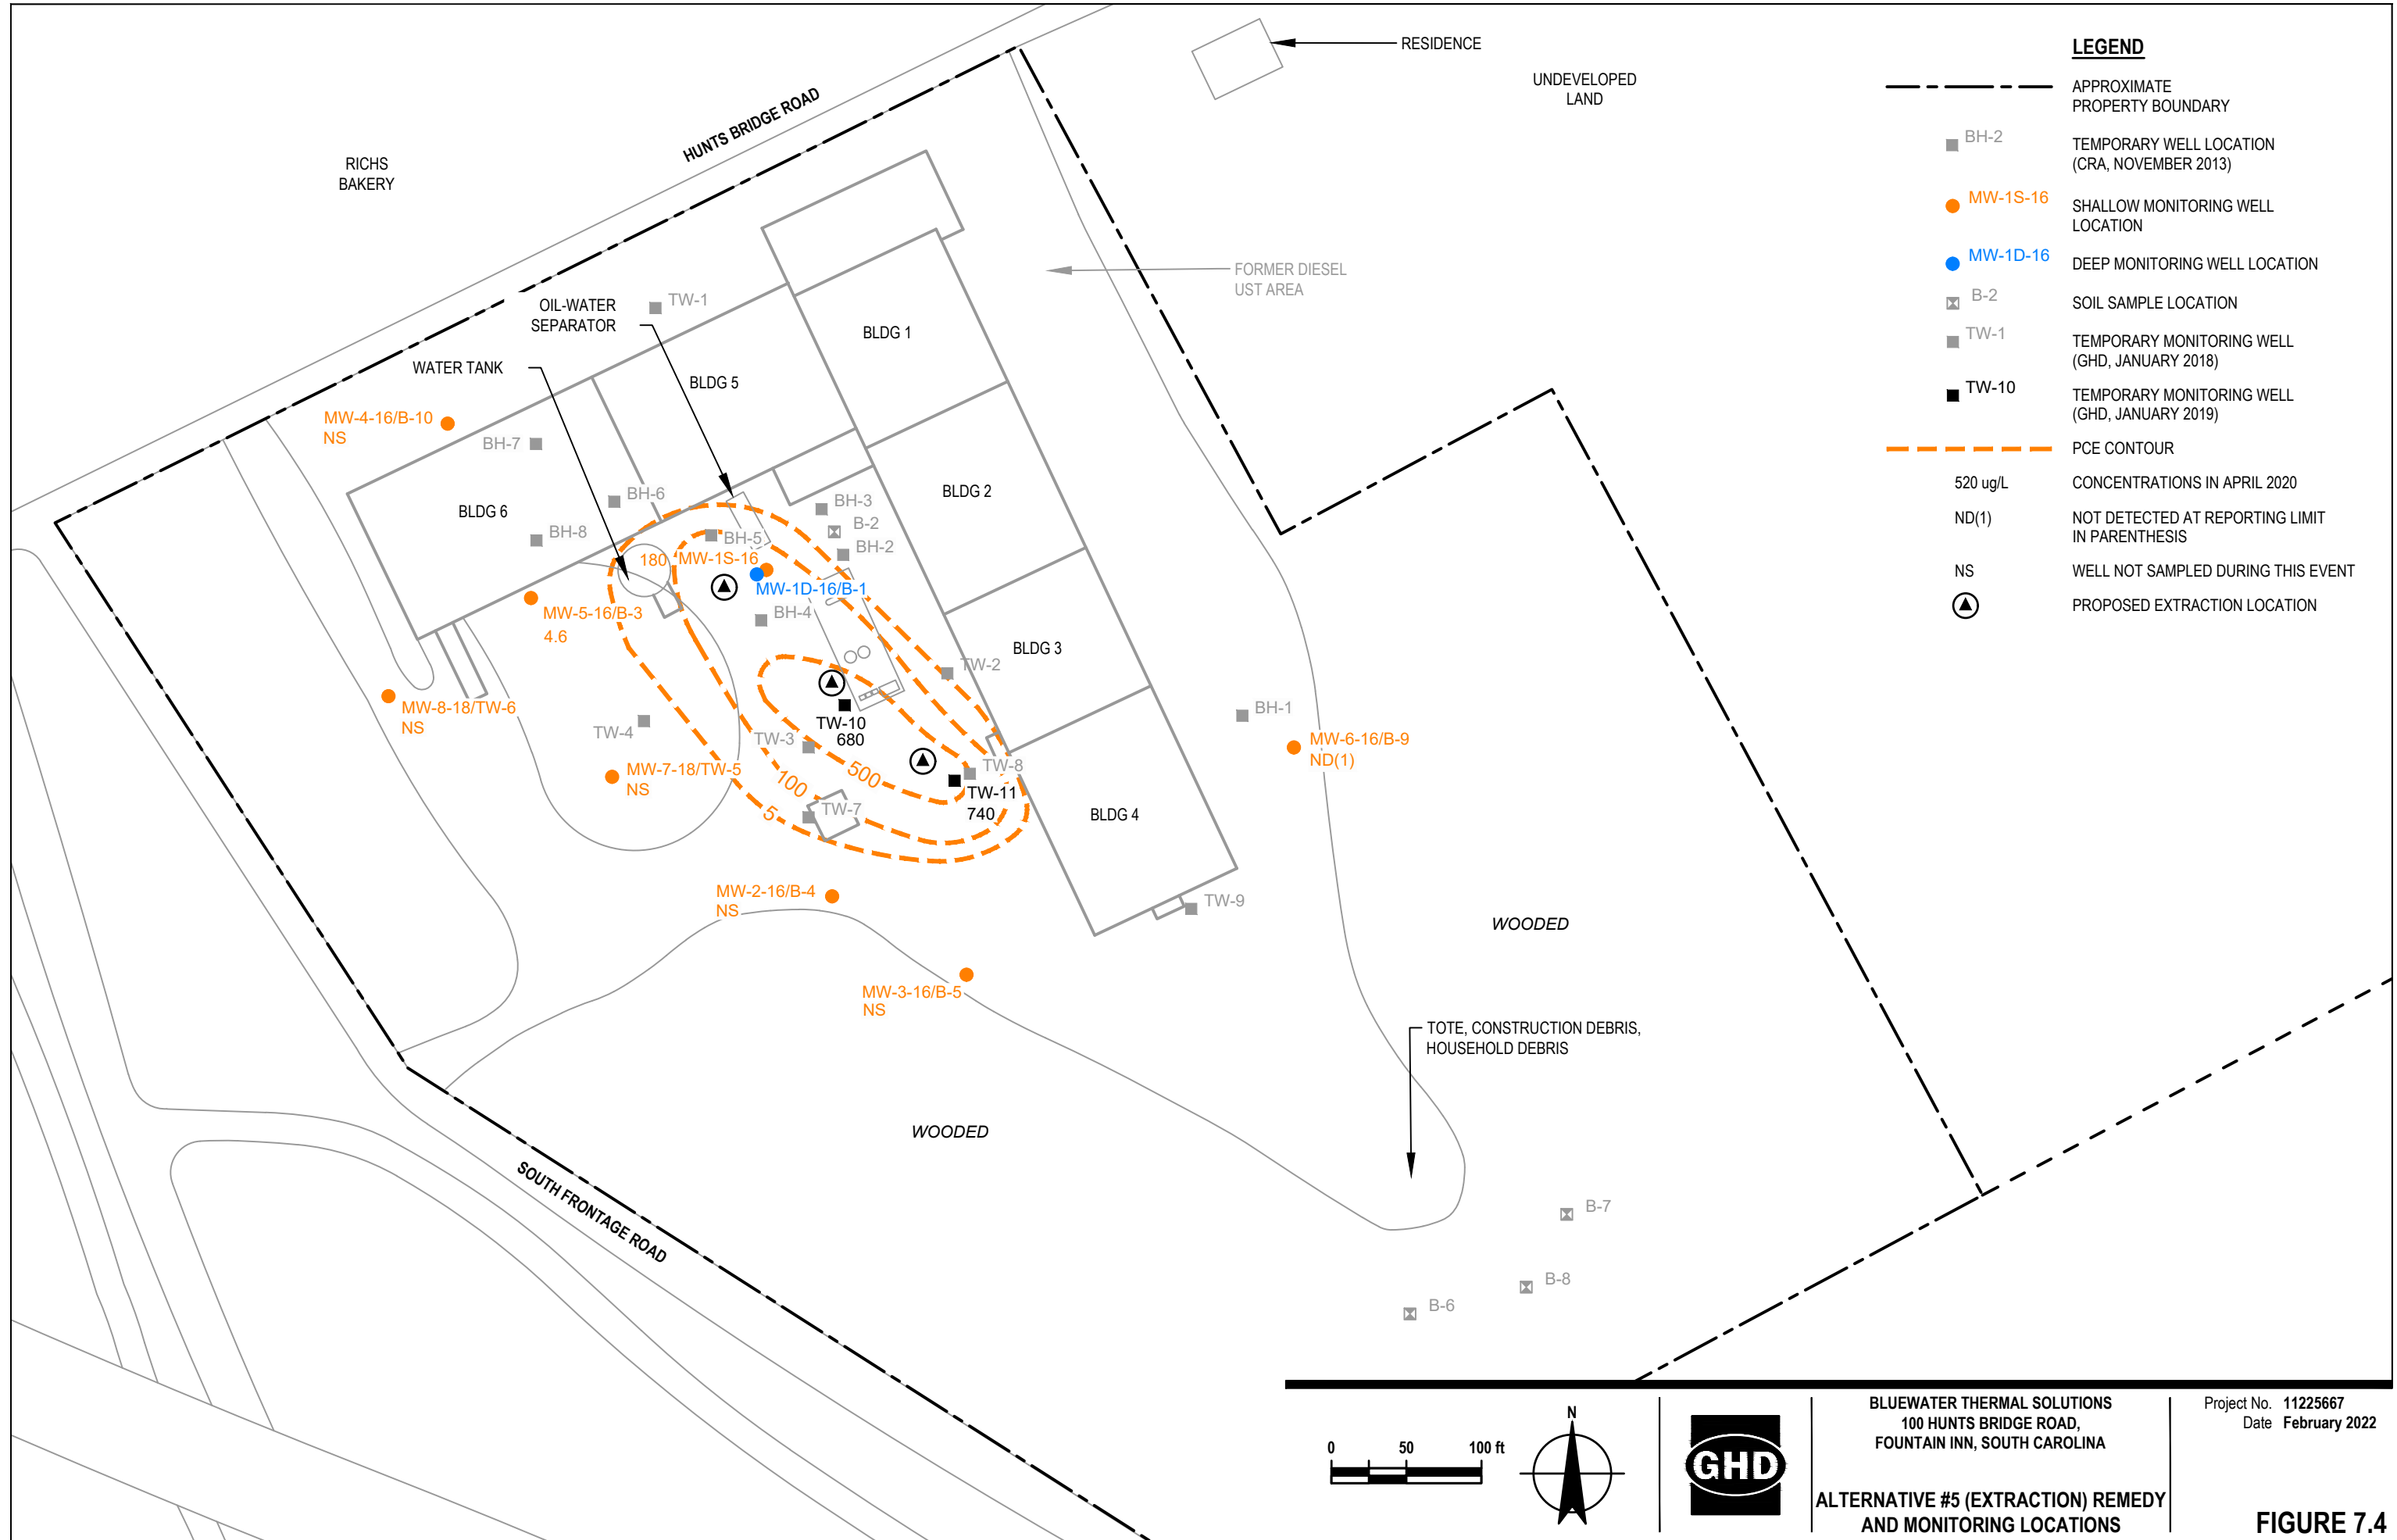 RESIDENCE
UNDEVELOPED
LAND
HUNTS BRIDGE ROAD
RICHS
BAKERY
FORMER DIESEL
UST AREA
OIL-WATER
SEPARATOR
TW-1
WATER TANK
BLDG 1
BLDG 5
MW-4-16/B-10
NS
BH-7
BLDG 2
BH-6
BH-3
BLDG 6
B-2
BH-8
BH-5
BH-2
180
MW-1S-16
MW-1D-16/B-1
MW-5-16/B-3
4.6
BH-4
BLDG 3
TW-2
MW-8-18/TW-6
NS
BH-1
TW-10
680
TW-4
TW-3
MW-6-16/B-9
ND(1)
MW-7-18/TW-5
NS
500
TW-8
100
TW-11
740
5
TW-7
BLDG 4
MW-2-16/B-4
NS
TW-9
WOODED
MW-3-16/B-5
NS
TOTE, CONSTRUCTION DEBRIS,
HOUSEHOLD DEBRIS
WOODED
SOUTH FRONTAGE ROAD
B-7
B-8
B-6
LEGEND
APPROXIMATE
PROPERTY BOUNDARY
BH-2
TEMPORARY WELL LOCATION
(CRA, NOVEMBER 2013)
MW-1S-16
SHALLOW MONITORING WELL
LOCATION
MW-1D-16
DEEP MONITORING WELL LOCATION
B-2
SOIL SAMPLE LOCATION
TW-1
TEMPORARY MONITORING WELL
(GHD, JANUARY 2018)
TW-10
TEMPORARY MONITORING WELL
(GHD, JANUARY 2019)
PCE CONTOUR
520 ug/L
CONCENTRATIONS IN APRIL 2020
ND(1)
NOT DETECTED AT REPORTING LIMIT
IN PARENTHESIS
NS
WELL NOT SAMPLED DURING THIS EVENT
PROPOSED EXTRACTION LOCATION
0 50 100 ft
N
GHD
BLUEWATER THERMAL SOLUTIONS
100 HUNTS BRIDGE ROAD,
FOUNTAIN INN, SOUTH CAROLINA
ALTERNATIVE #5 (EXTRACTION) REMEDY
AND MONITORING LOCATIONS
Project No. 11225667
Date February 2022
FIGURE 7.4